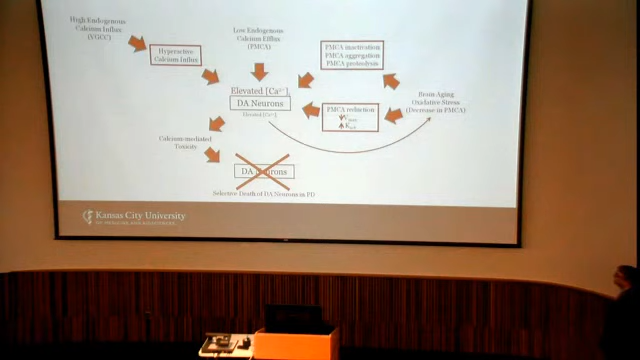 High Endogenous
Calcium Influx
(VGCC)
Hyperactive
Calcium Influx
Low Endogenous
Calcium Efflux
(PMCA)
PMCA inactivation
PMCA aggregation
PMCA proteolysis
Elevated [Ca²⁺]ᵢ
DA Neurons
Elevated [Ca²⁺]ᵢ
PMCA reduction
Brain Aging
Oxidative Stress
(Decrease in PMCA)
Calcium-mediated
Toxicity
DA Neurons
Selective Death of DA Neurons in PD
Kansas City University